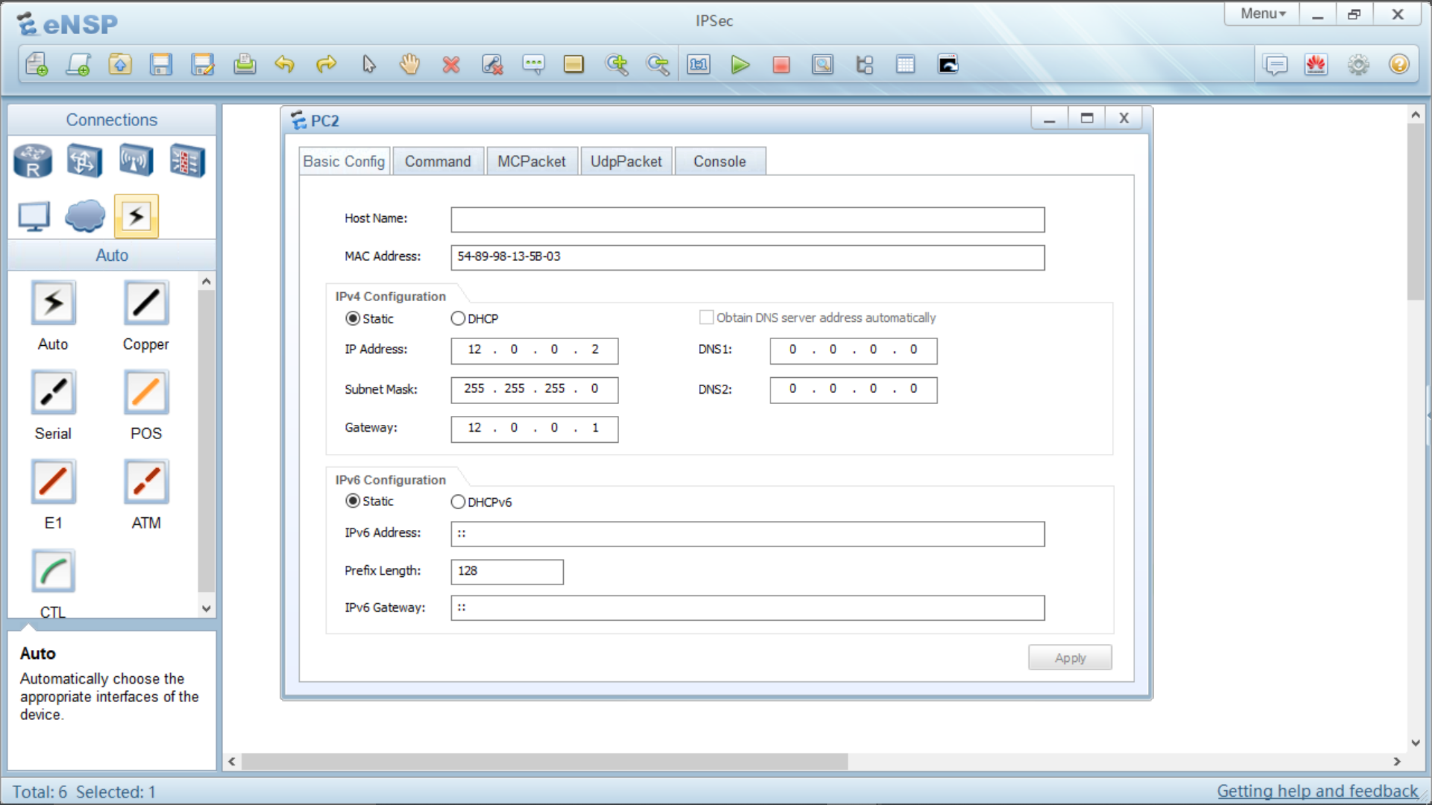 eNSP
IPSec
Menu
PC2
Connections
Basic Config Command MCPacket UdpPacket Console
Host Name:
MAC Address: 54-89-98-13-5B-03
IPv4 Configuration
Static DHCP Obtain DNS server address automatically
IP Address: 12 . 0 . 0 . 2 DNS1: 0 . 0 . 0 . 0
Subnet Mask: 255 . 255 . 255 . 0 DNS2: 0 . 0 . 0 . 0
Gateway: 12 . 0 . 0 . 1
IPv6 Configuration
Static DHCPv6
IPv6 Address: ::
Prefix Length: 128
IPv6 Gateway: ::
Apply
R
Auto
Auto Copper
Serial POS
E1 ATM
CTL
Auto
Automatically choose the
appropriate interfaces of the
device.
Total: 6 Selected: 1
Getting help and feedback